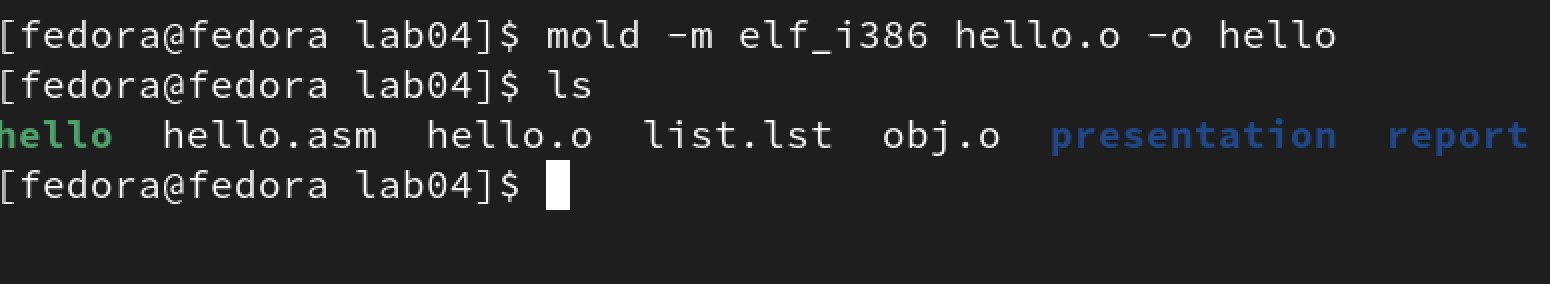 [fedora@fedora lab04]$ mold -m elf_i386 hello.o -o hello
[fedora@fedora lab04]$ ls
hello  hello.asm  hello.o  list.lst  obj.o  presentation  report
[fedora@fedora lab04]$